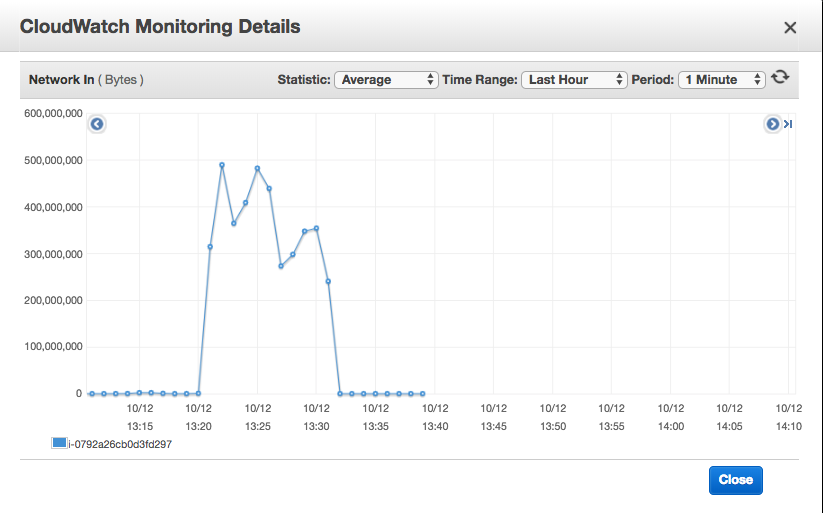 CloudWatch Monitoring Details
Network In ( Bytes ) Statistic: Average Time Range: Last Hour Period: 1 Minute
600,000,000
500,000,000
400,000,000
300,000,000
200,000,000
100,000,000
0
10/12 10/12 10/12 10/12 10/12 10/12 10/12 10/12 10/12 10/12 10/12 10/12
13:15 13:20 13:25 13:30 13:35 13:40 13:45 13:50 13:55 14:00 14:05 14:10
i-0792a26cb0d3fd297
Close